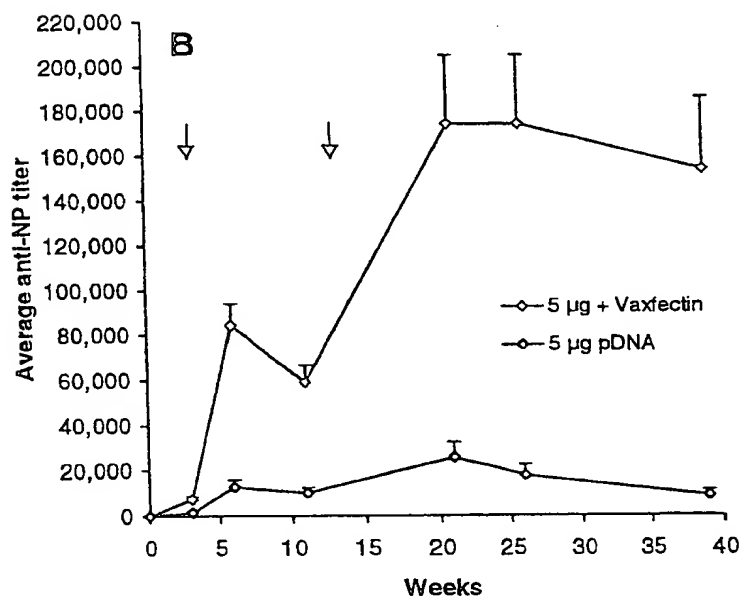 B
Average anti-NP titer
220,000
200,000
180,000
160,000
140,000
120,000
100,000
80,000
60,000
40,000
20,000
0
5 µg + Vaxfectin
5 µg pDNA
0 5 10 15 20 25 30 35 40
Weeks